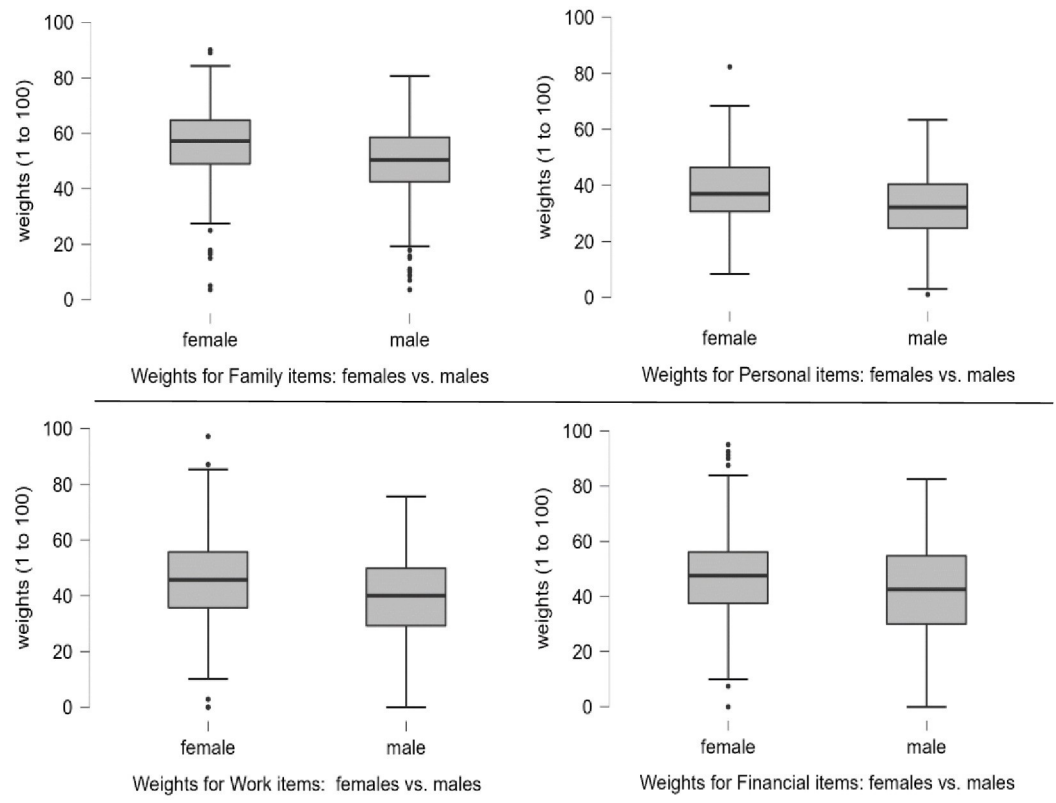 100
80
60
40
20
0
weights (1 to 100)
female
male
Weights for Family items: females vs. males
100
80
60
40
20
0
weights (1 to 100)
female
male
Weights for Personal items: females vs. males
100
80
60
40
20
0
weights (1 to 100)
female
male
Weights for Work items: females vs. males
100
80
60
40
20
0
weights (1 to 100)
female
male
Weights for Financial items: females vs. males